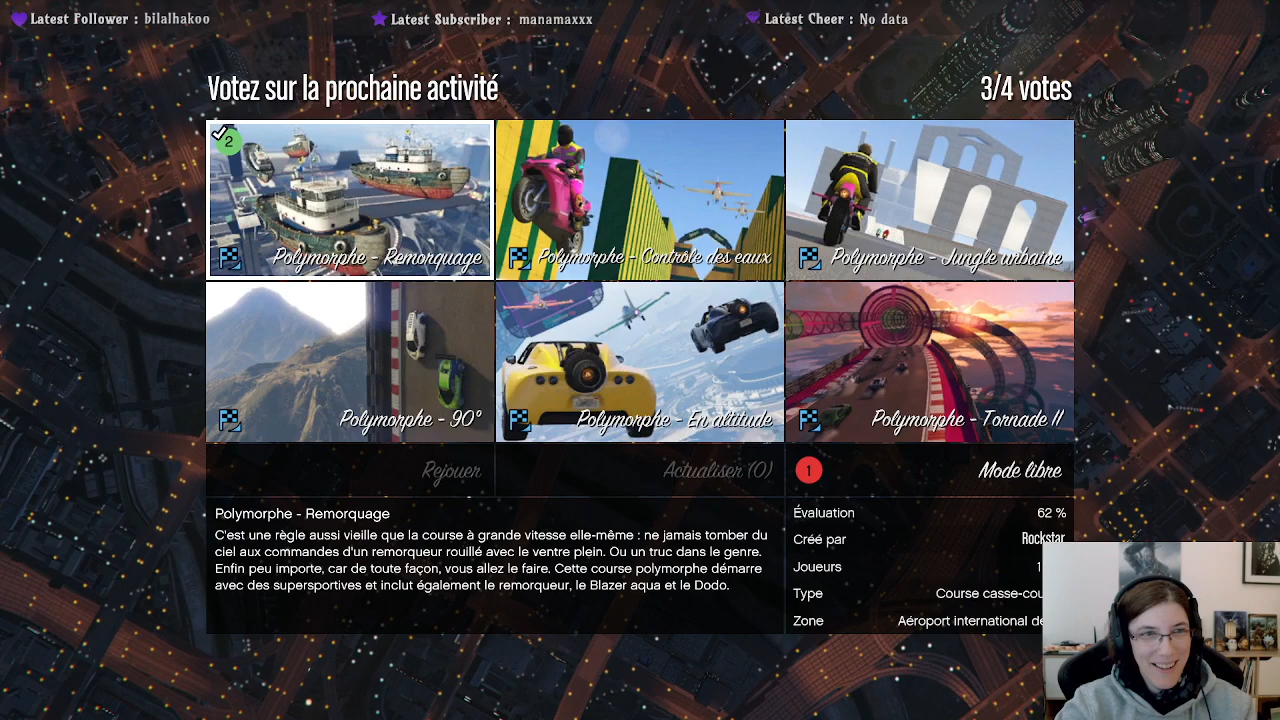 Latest Follower : bilalhakoo
Latest Subscriber : manamaxxx
Latest Cheer : No data
Votez sur la prochaine activité
3/4 votes
2
Polymorphe - Remorquage
Polymorphe - Contrôle des eaux
Polymorphe - Jungle urbaine
Polymorphe - 90°
Polymorphe - En altitude
Polymorphe - Tornade II
Rejouer
Actualiser (0)
1
Mode libre
Polymorphe - Remorquage
C'est une règle aussi vieille que la course à grande vitesse elle-même : ne jamais tomber du
ciel aux commandes d'un remorqueur rouillé avec le ventre plein. Ou un truc dans le genre.
Enfin peu importe, car de toute façon, vous allez le faire. Cette course polymorphe démarre
avec des supersportives et inclut également le remorqueur, le Blazer aqua et le Dodo.
Évaluation
62 %
Créé par
Rockstar
Joueurs
1
Type
Course casse-cou
Zone
Aéroport international de